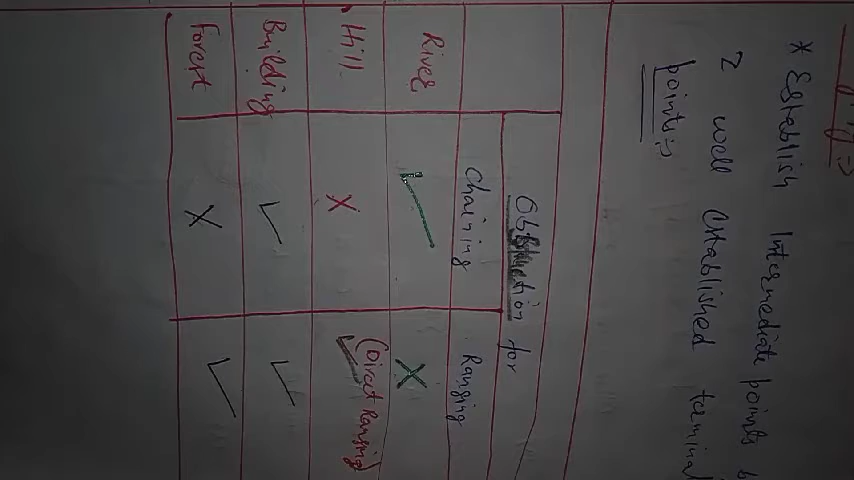 * Establish Intermediate points
2 well Established terminal
points :-
Obstruction for
Chaining Ranging
River ✓ X
Hill X ✓ (Direct Ranging)
Building ✓ ✓
Forest X ✓